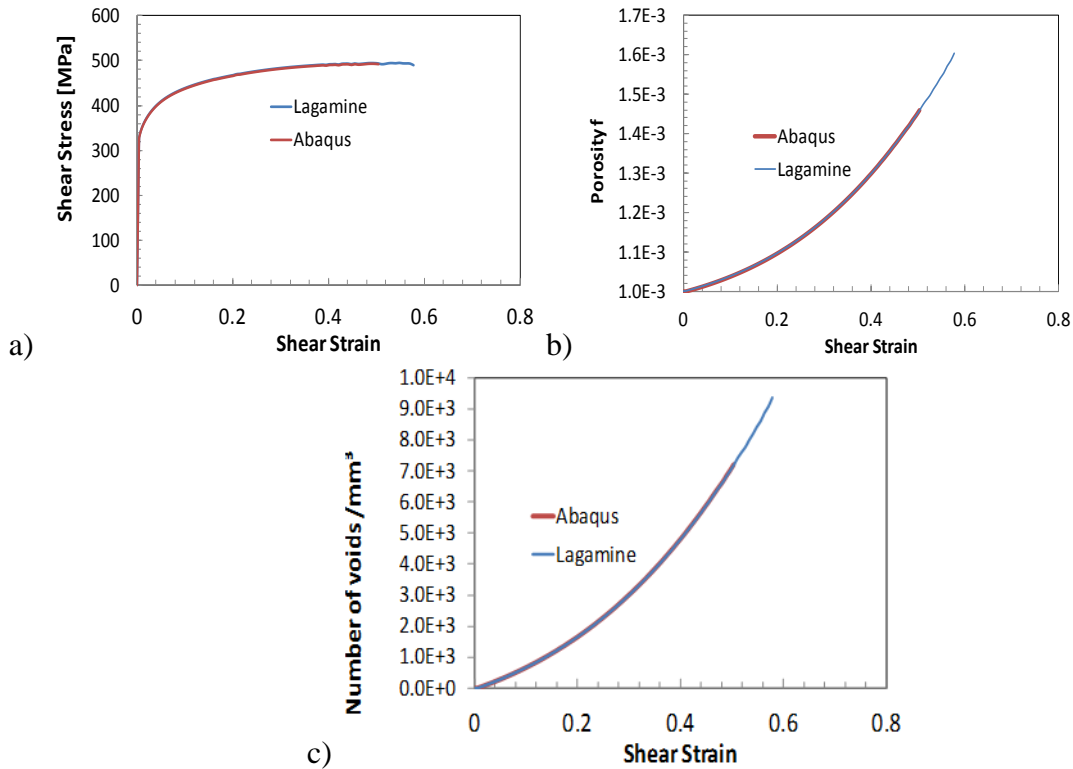 600
500
400
300
200
100
0
Shear Stress [MPa]
Lagamine
Abaqus
0
0.2
0.4
0.6
0.8
Shear Strain
a)
1.7E-3
1.6E-3
1.5E-3
1.4E-3
1.3E-3
1.2E-3
1.1E-3
1.0E-3
Porosity f
Abaqus
Lagamine
0
0.2
0.4
0.6
0.8
Shear Strain
b)
1.0E+4
9.0E+3
8.0E+3
7.0E+3
6.0E+3
5.0E+3
4.0E+3
3.0E+3
2.0E+3
1.0E+3
0.0E+0
Number of voids /mm³
Abaqus
Lagamine
0
0.2
0.4
0.6
0.8
Shear Strain
c)